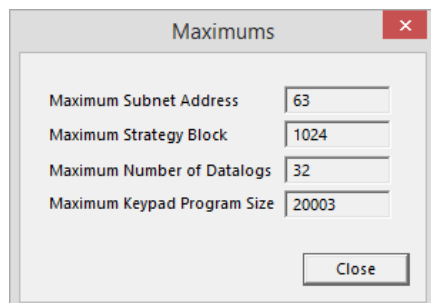 Maximums
Maximum Subnet Address 63
Maximum Strategy Block 1024
Maximum Number of Datalogs 32
Maximum Keypad Program Size 20003
Close